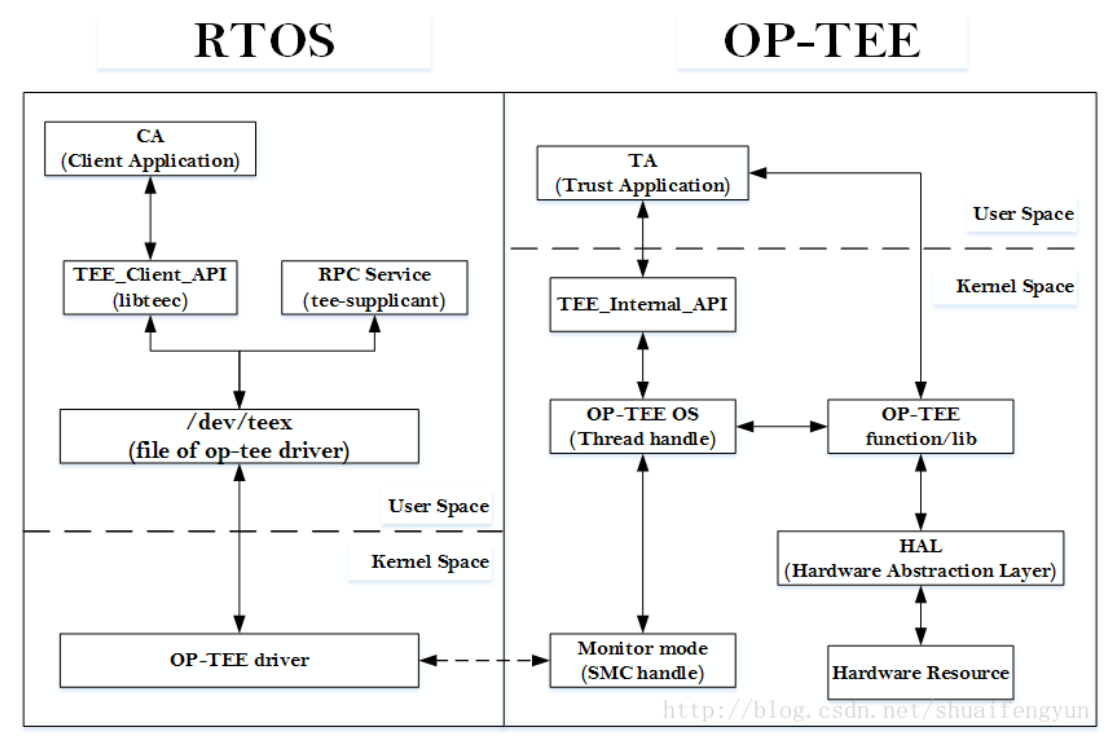 RTOS
OP-TEE
CA
(Client Application)
TEE_Client_API
(libteec)
RPC Service
(tee-supplicant)
/dev/teex
(file of op-tee driver)
User Space
Kernel Space
OP-TEE driver
TA
(Trust Application)
User Space
Kernel Space
TEE_Internal_API
OP-TEE OS
(Thread handle)
OP-TEE
function/lib
HAL
(Hardware Abstraction Layer)
Monitor mode
(SMC handle)
Hardware Resource
http://blog.csdn.net/shuaifengyun